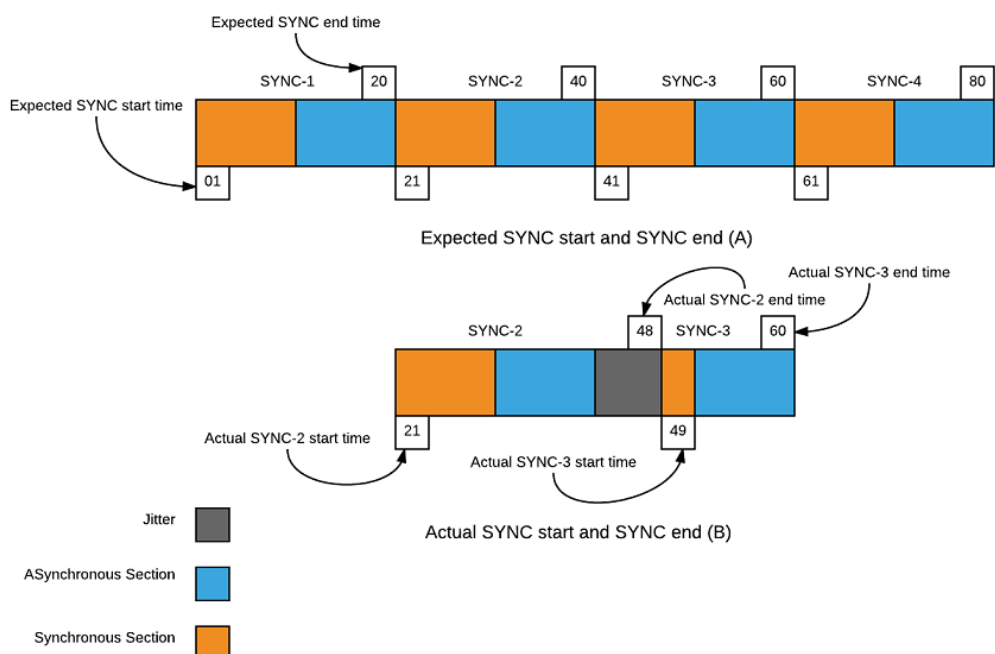 Expected SYNC end time
SYNC-1
20
SYNC-2
40
SYNC-3
60
SYNC-4
80
Expected SYNC start time
01
21
41
61
Expected SYNC start and SYNC end (A)
Actual SYNC-3 end time
Actual SYNC-2 end time
SYNC-2
48
SYNC-3
60
21
49
Actual SYNC-2 start time
Actual SYNC-3 start time
Actual SYNC start and SYNC end (B)
Jitter
ASynchronous Section
Synchronous Section